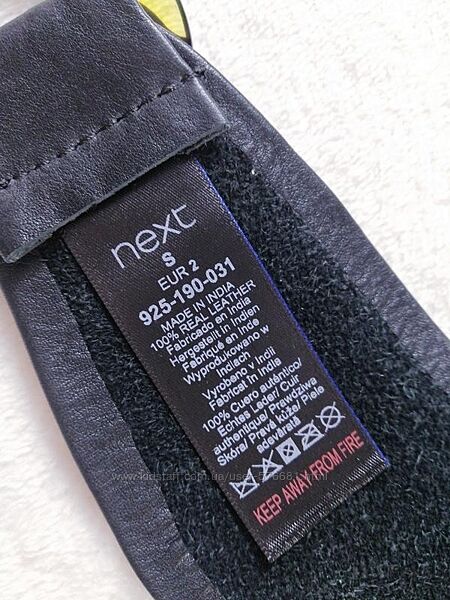 next
S
EUR 2
925-190-031
MADE IN INDIA
100% REAL LEATHER
Fabricado en India
Hergestellt in Indien
Fabriqué en Inde
Wyprodukowano w
Indiach
Vyrobeno v Indii
Fabricat în India
100% Cuero auténtico/
Echtes Leder/ Cuir
authentique/ Prawdziwa
Skóra/ Pravá kůže/ Piele
adevărată
KEEP AWAY FROM FIRE